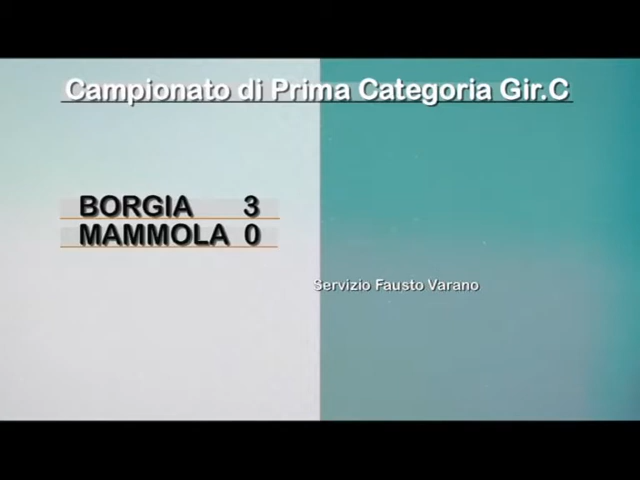 Campionato di Prima Categoria Gir.C
BORGIA 3
MAMMOLA 0
Servizio Fausto Varano